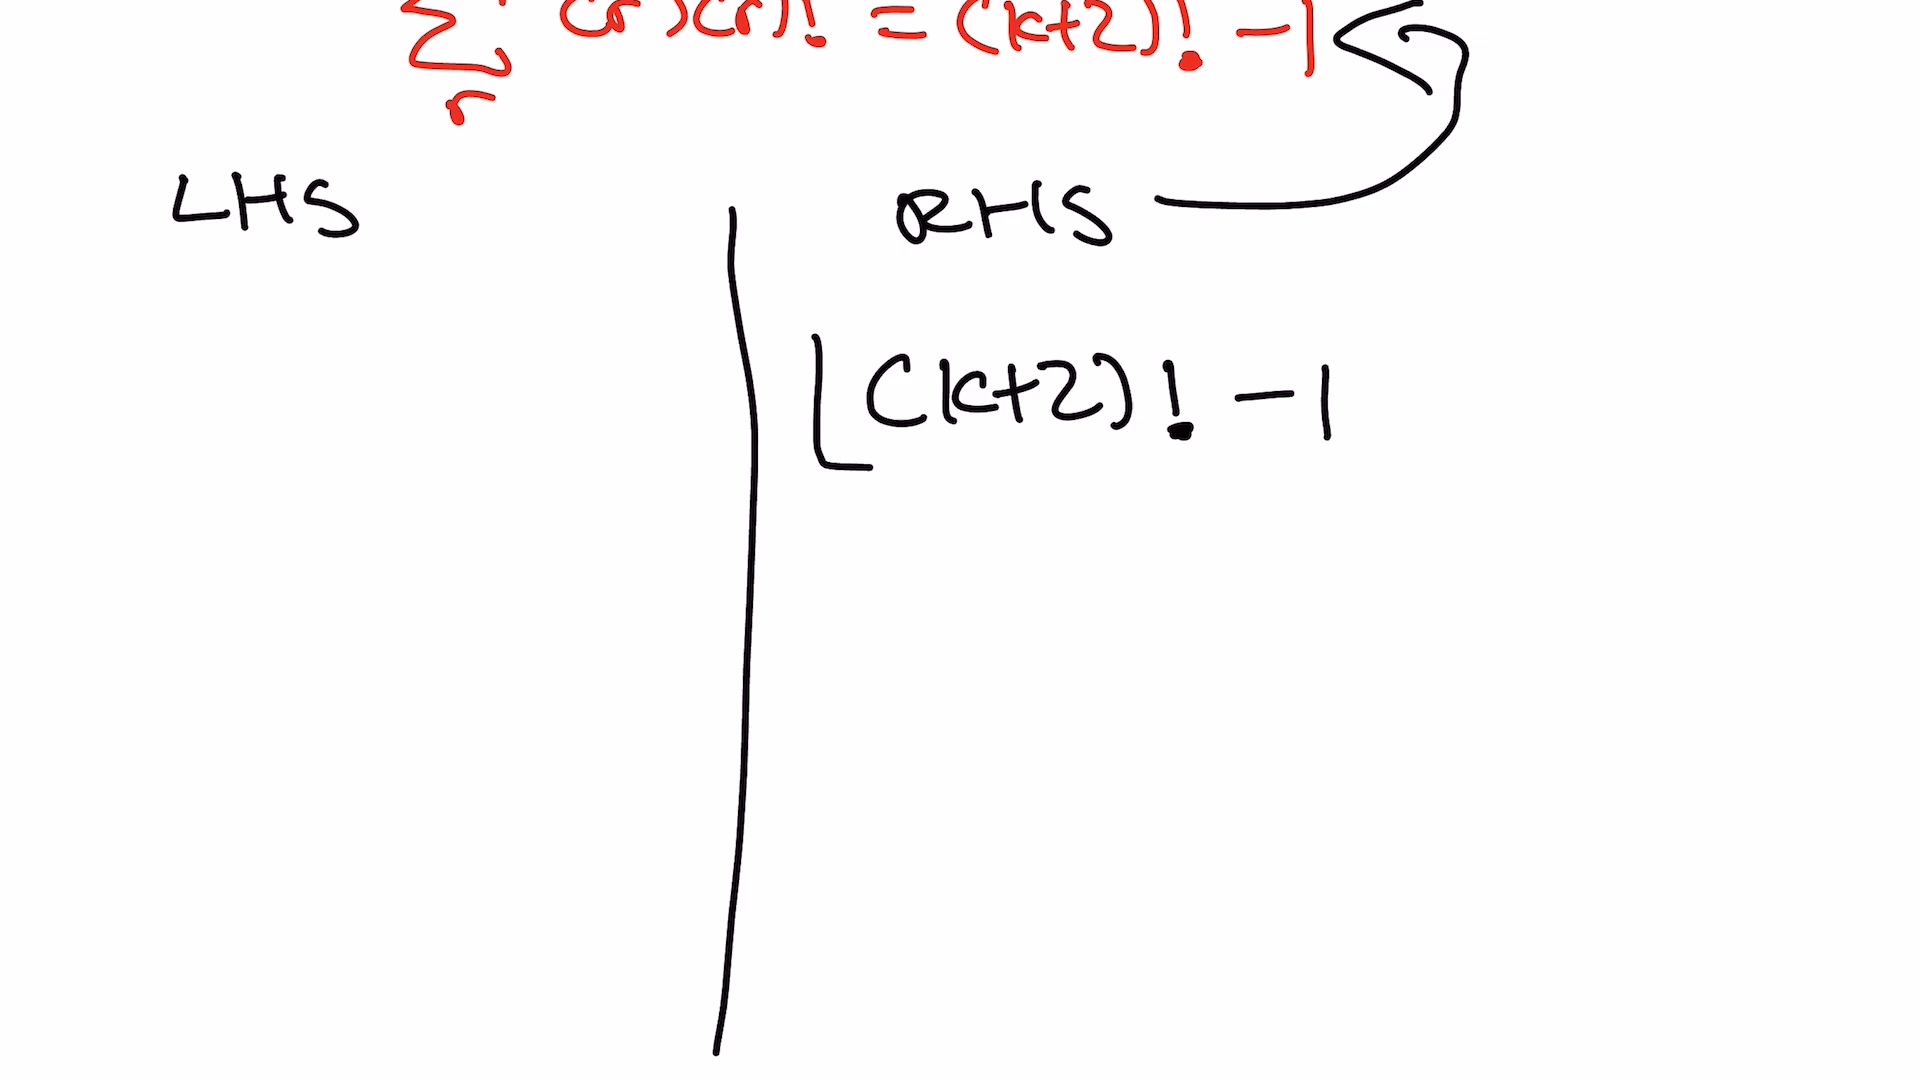 ∑ (r)(r)! = (k+2)! -1
r
LHS RHS
(k+2)! -1